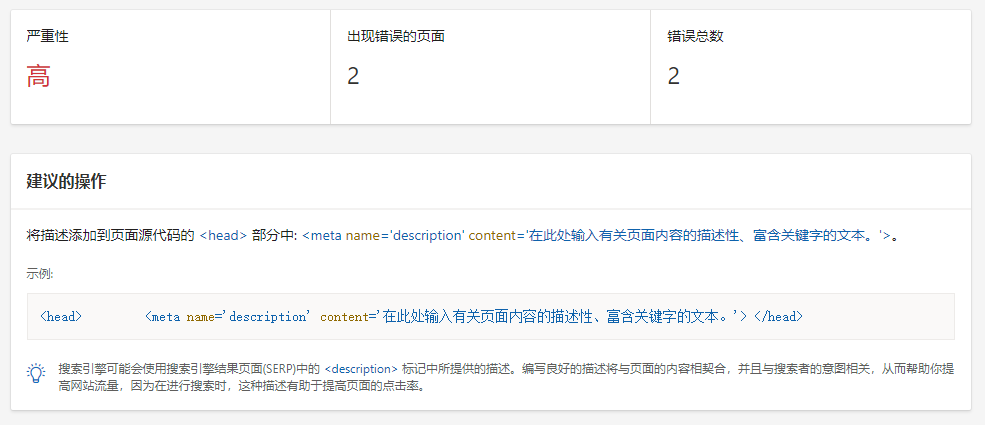 严重性
出现错误的页面
错误总数
高
2
2
建议的操作
将描述添加到页面源代码的 <head> 部分中: <meta name='description' content='在此处输入有关页面内容的描述性、富含关键字的文本。'>。
示例:
<head>        <meta name='description' content='在此处输入有关页面内容的描述性、富含关键字的文本。'> </head>
搜索引擎可能会使用搜索引擎结果页面(SERP)中的 <description> 标记中所提供的描述。编写良好的描述将与页面的内容相契合，并且与搜索者的意图相关，从而帮助你提
高网站流量，因为在进行搜索时，这种描述有助于提高页面的点击率。